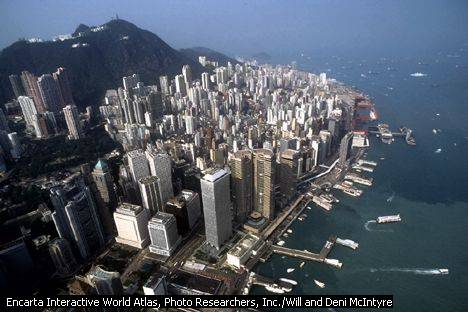 Encarta Interactive World Atlas, Photo Researchers, Inc./Will and Deni McIntyre